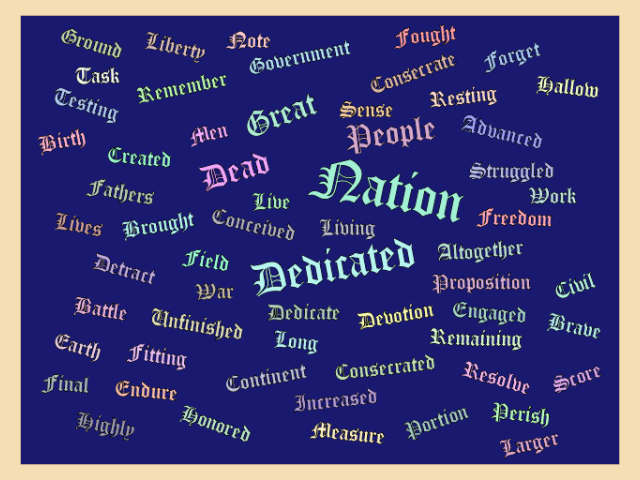 Ground Liberty Note Government Fought
Task Remember Consecrate Forget
Testing Great Sense Resting Hallow
Birth Men People Advanced
Created Dead Struggled
Fathers Live Nation Work
Lives Brought Conceived Living Freedom
Detract Field Dedicated Altogether
War Proposition Civil
Battle Unfinished Dedicate Devotion Engaged Brave
Earth Fitting Long Remaining
Final Endure Continent Consecrated Resolve Score
Highly Honored Increased Portion Perish
Measure Larger